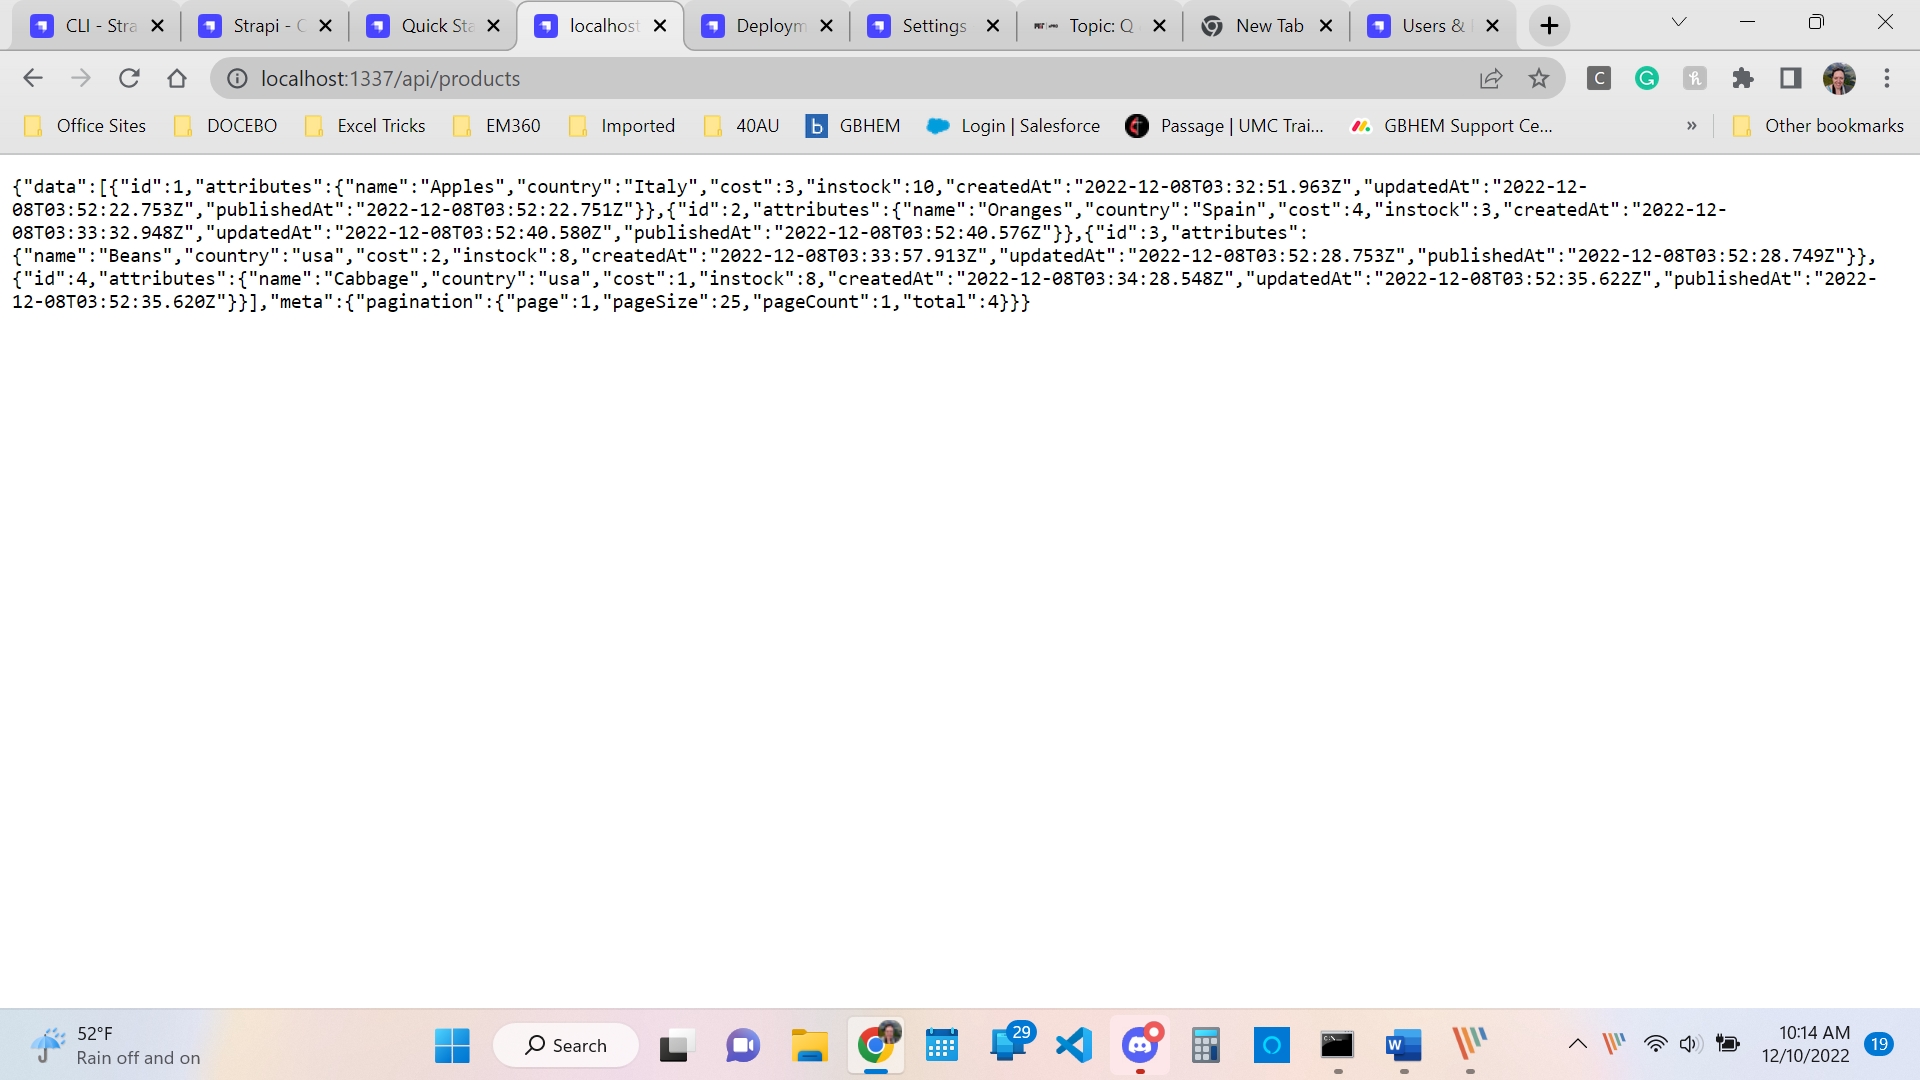 CLI - Stra
Strapi - C
Quick Sta
localhost
Deploym
Settings
Topic: Q
New Tab
Users &
localhost:1337/api/products
Office Sites
DOCEBO
Excel Tricks
EM360
Imported
40AU
GBHEM
Login | Salesforce
Passage | UMC Trai...
GBHEM Support Ce...
»
Other bookmarks
{"data":[{"id":1,"attributes":{"name":"Apples","country":"Italy","cost":3,"instock":10,"createdAt":"2022-12-08T03:32:51.963Z","updatedAt":"2022-12-
08T03:52:22.753Z","publishedAt":"2022-12-08T03:52:22.751Z"}},{"id":2,"attributes":{"name":"Oranges","country":"Spain","cost":4,"instock":3,"createdAt":"2022-12-
08T03:33:32.948Z","updatedAt":"2022-12-08T03:52:40.580Z","publishedAt":"2022-12-08T03:52:40.576Z"}},{"id":3,"attributes":
{"name":"Beans","country":"usa","cost":2,"instock":8,"createdAt":"2022-12-08T03:33:57.913Z","updatedAt":"2022-12-08T03:52:28.753Z","publishedAt":"2022-12-08T03:52:28.749Z"}},
{"id":4,"attributes":{"name":"Cabbage","country":"usa","cost":1,"instock":8,"createdAt":"2022-12-08T03:34:28.548Z","updatedAt":"2022-12-08T03:52:35.622Z","publishedAt":"2022-
12-08T03:52:35.620Z"}}],"meta":{"pagination":{"page":1,"pageSize":25,"pageCount":1,"total":4}}}
52°F
Rain off and on
Search
29
10:14 AM
12/10/2022
19